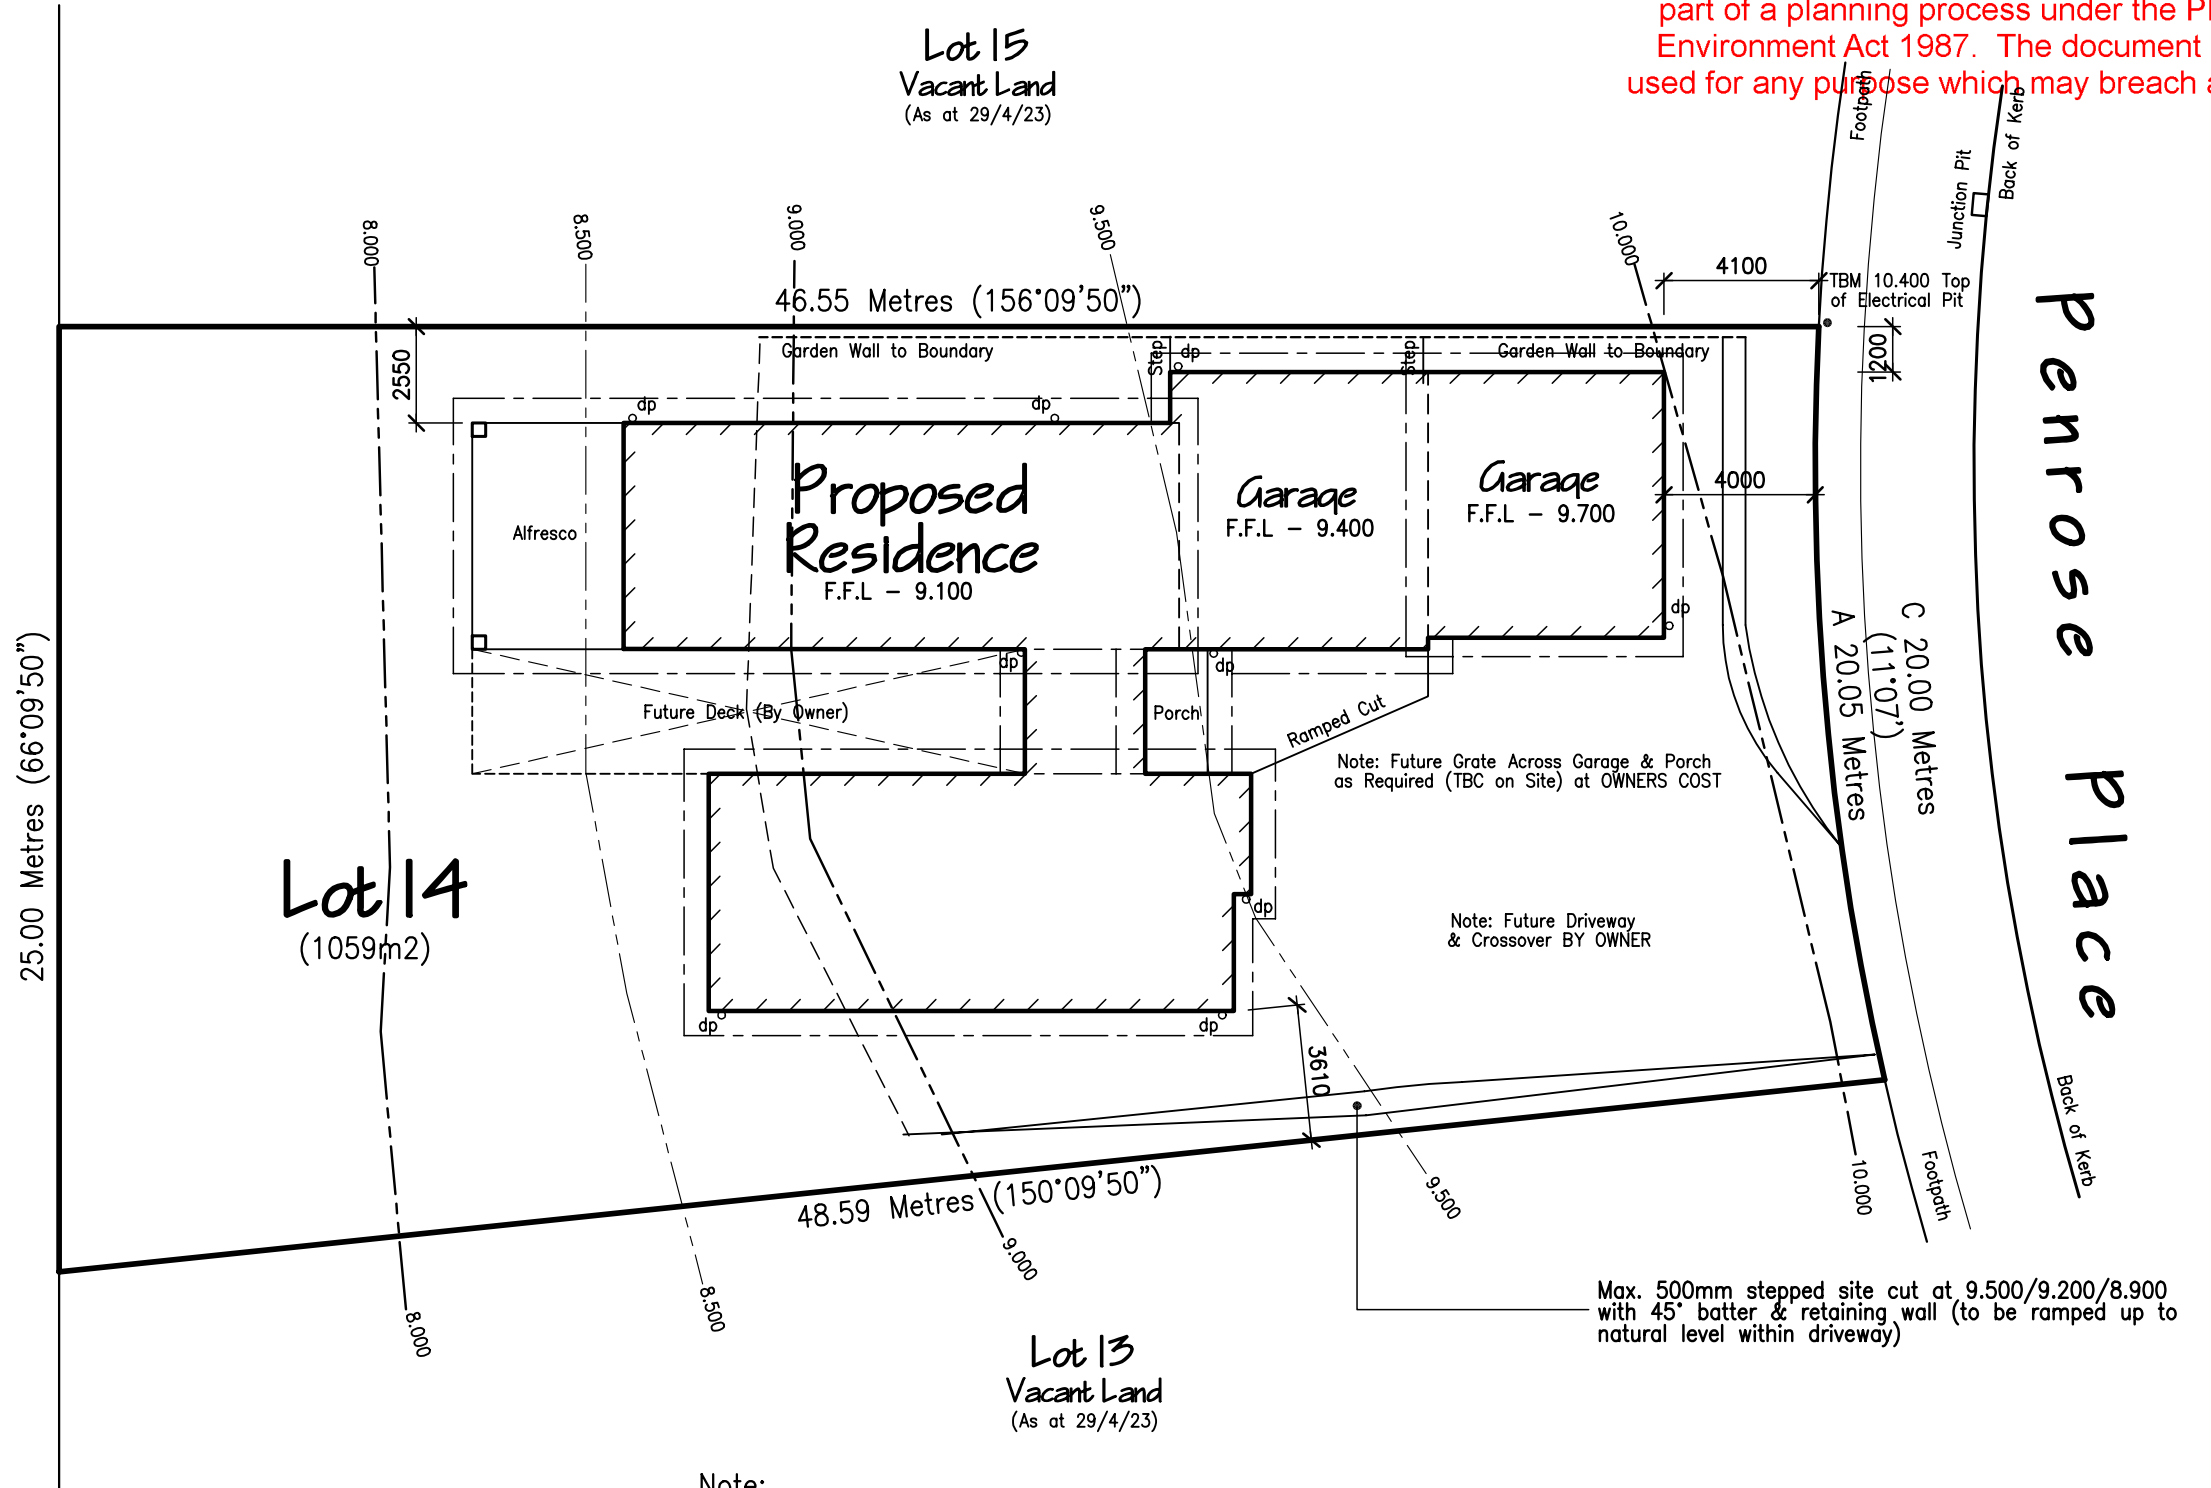 part of a planning process under the
Environment Act 1987. The document
used for any purpose which may breach
Lot 15
Vacant Land
(As at 29/4/23)
Footpath
Back of Kerb
Junction Pit
8.000
8.500
9.000
9.500
10.000
4100
TBM 10.400 Top
of Electrical Pit
46.55 Metres (156°09'50")
2550
Garden Wall to Boundary
Step
dp
Step
Garden Wall to Boundary
1200
dp
dp
Proposed
Residence
F.F.L - 9.100
Garage
F.F.L - 9.400
Garage
F.F.L - 9.700
4000
Alfresco
dp
dp
dp
Future Deck (By Owner)
Porch
Ramped Cut
Note: Future Grate Across Garage & Porch
as Required (TBC on Site) at OWNERS COST
C 20.00 Metres
(11°07')
A 20.05 Metres
Penrose Place
25.00 Metres (66°09'50")
Lot 14
(1059m2)
dp
Note: Future Driveway
& Crossover BY OWNER
dp
dp
3610
Back of Kerb
Footpath
10.000
9.500
48.59 Metres (150°09'50")
9.000
8.500
8.000
Max. 500mm stepped site cut at 9.500/9.200/8.900
with 45° batter & retaining wall (to be ramped up to
natural level within driveway)
Lot 13
Vacant Land
(As at 29/4/23)
Note: